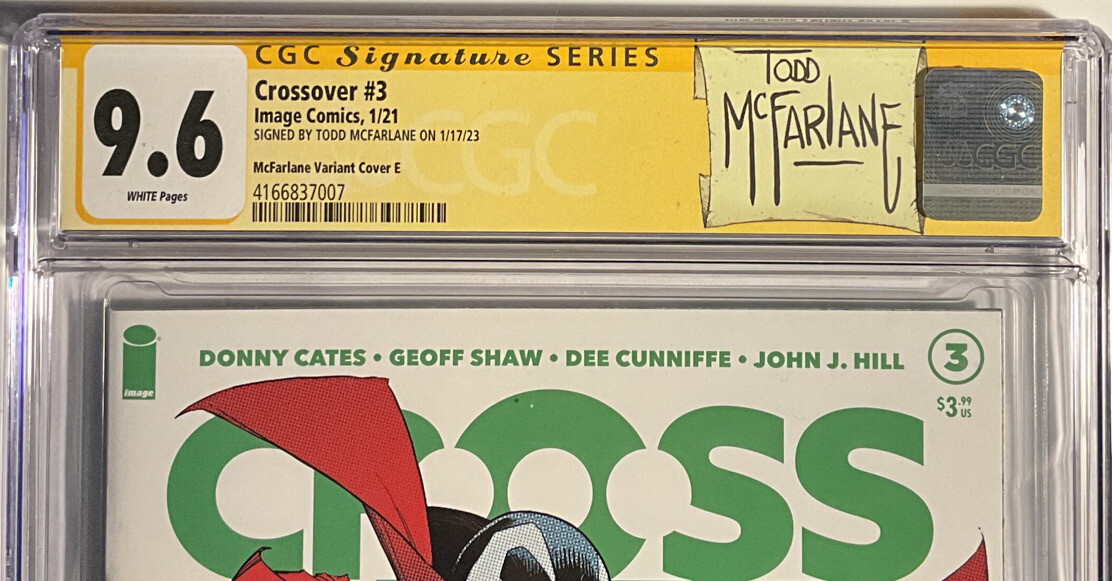 CGC Signature SERIES
9.6
WHITE Pages
Crossover #3
Image Comics, 1/21
SIGNED BY TODD MCFARLANE ON 1/17/23
McFarlane Variant Cover E
4166837007
CGC
TODD
McFARLANE
CGC
image
DONNY CATES • GEOFF SHAW • DEE CUNNIFFE • JOHN J. HILL
3
$3.99 US
CROSS